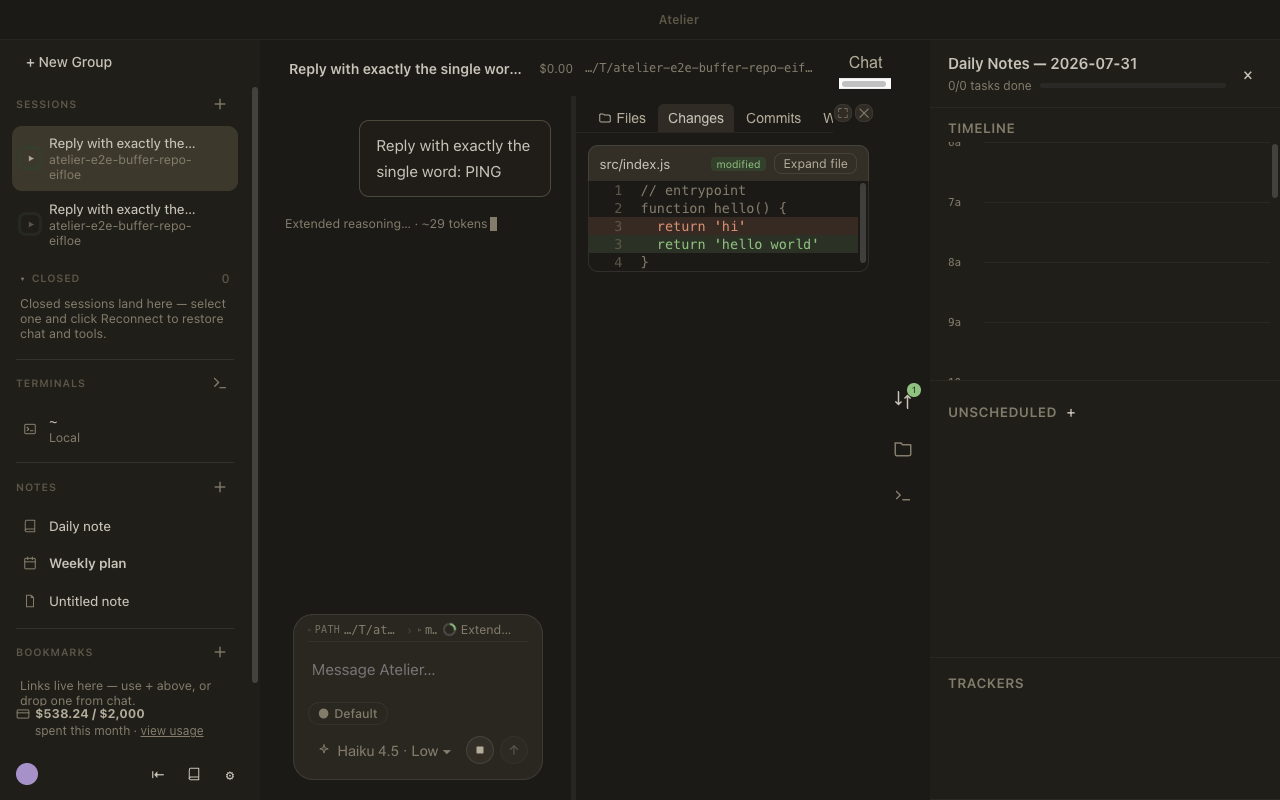 Atelier
+ New Group
SESSIONS
Reply with exactly the...
atelier-e2e-buffer-repo-
eifloe
Reply with exactly the...
atelier-e2e-buffer-repo-
eifloe
CLOSED 0
Closed sessions land here — select
one and click Reconnect to restore
chat and tools.
TERMINALS
~
Local
NOTES
Daily note
Weekly plan
Untitled note
BOOKMARKS
Links live here — use + above, or
drop one from chat.
$538.24 / $2,000
spent this month · view usage
Reply with exactly the single wor... $0.00 …/T/atelier-e2e-buffer-repo-eif… Chat
Reply with exactly the
single word: PING
Extended reasoning... · ~29 tokens
PATH …/T/at… › m… Extend...
Message Atelier...
Default
Haiku 4.5 · Low
Files Changes Commits
src/index.js modified Expand file
1 // entrypoint
2 function hello() {
3 return 'hi'
3 return 'hello world'
4 }
1
Daily Notes — 2026-07-31
0/0 tasks done
TIMELINE
7a
8a
9a
UNSCHEDULED +
TRACKERS